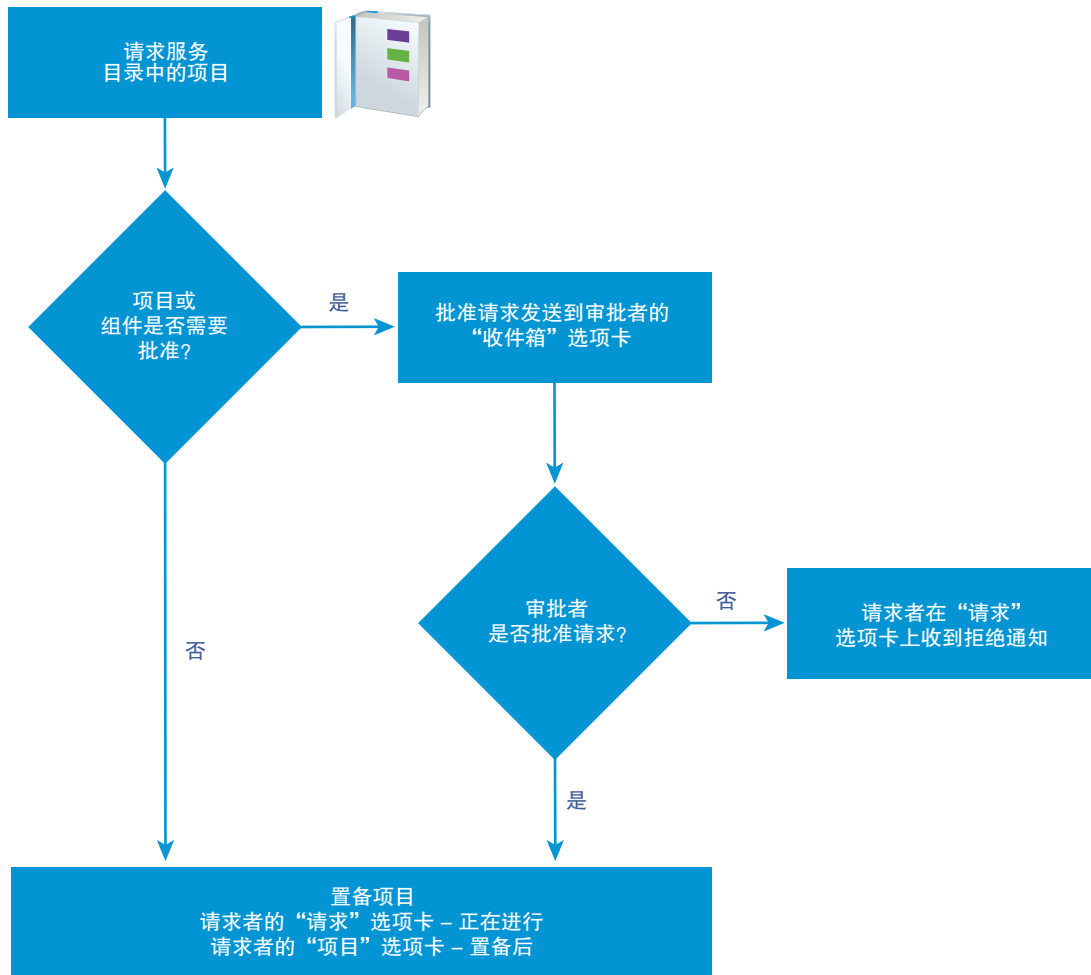 请求服务
目录中的项目
项目或
组件是否需要
批准？
是
批准请求发送到审批者的
“收件箱”选项卡
否
审批者
是否批准请求？
否
请求者在“请求”
选项卡上收到拒绝通知
是
置备项目
请求者的“请求”选项卡 – 正在进行
请求者的“项目”选项卡 – 置备后